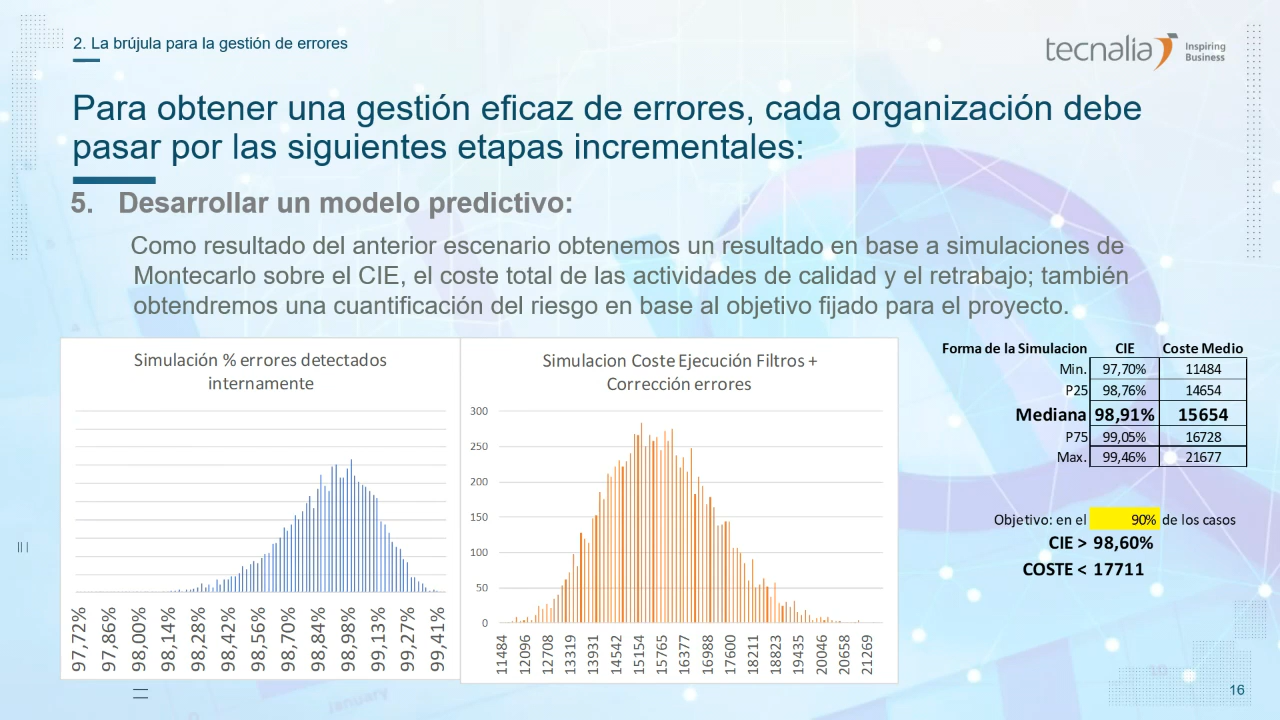 2. La brújula para la gestión de errores
tecnalia Inspiring
Business
Para obtener una gestión eficaz de errores, cada organización debe
pasar por las siguientes etapas incrementales:
5. Desarrollar un modelo predictivo:
Como resultado del anterior escenario obtenemos un resultado en base a simulaciones de
Montecarlo sobre el CIE, el coste total de las actividades de calidad y el retrabajo; también
obtendremos una cuantificación del riesgo en base al objetivo fijado para el proyecto.
Simulación % errores detectados
internamente
97,72% 97,86% 98,00% 98,14% 98,28% 98,42% 98,56% 98,70% 98,84% 98,98% 99,13% 99,27% 99,41%
Simulacion Coste Ejecución Filtros +
Corrección errores
300
250
200
150
100
50
0
11484 12096 12708 13319 13931 14542 15154 15765 16377 16988 17600 18211 18823 19435 20046 20658 21269
Forma de la Simulacion CIE Coste Medio
Min. 97,70% 11484
P25 98,76% 14654
Mediana 98,91% 15654
P75 99,05% 16728
Max. 99,46% 21677
Objetivo: en el 90% de los casos
CIE > 98,60%
COSTE < 17711
January
16